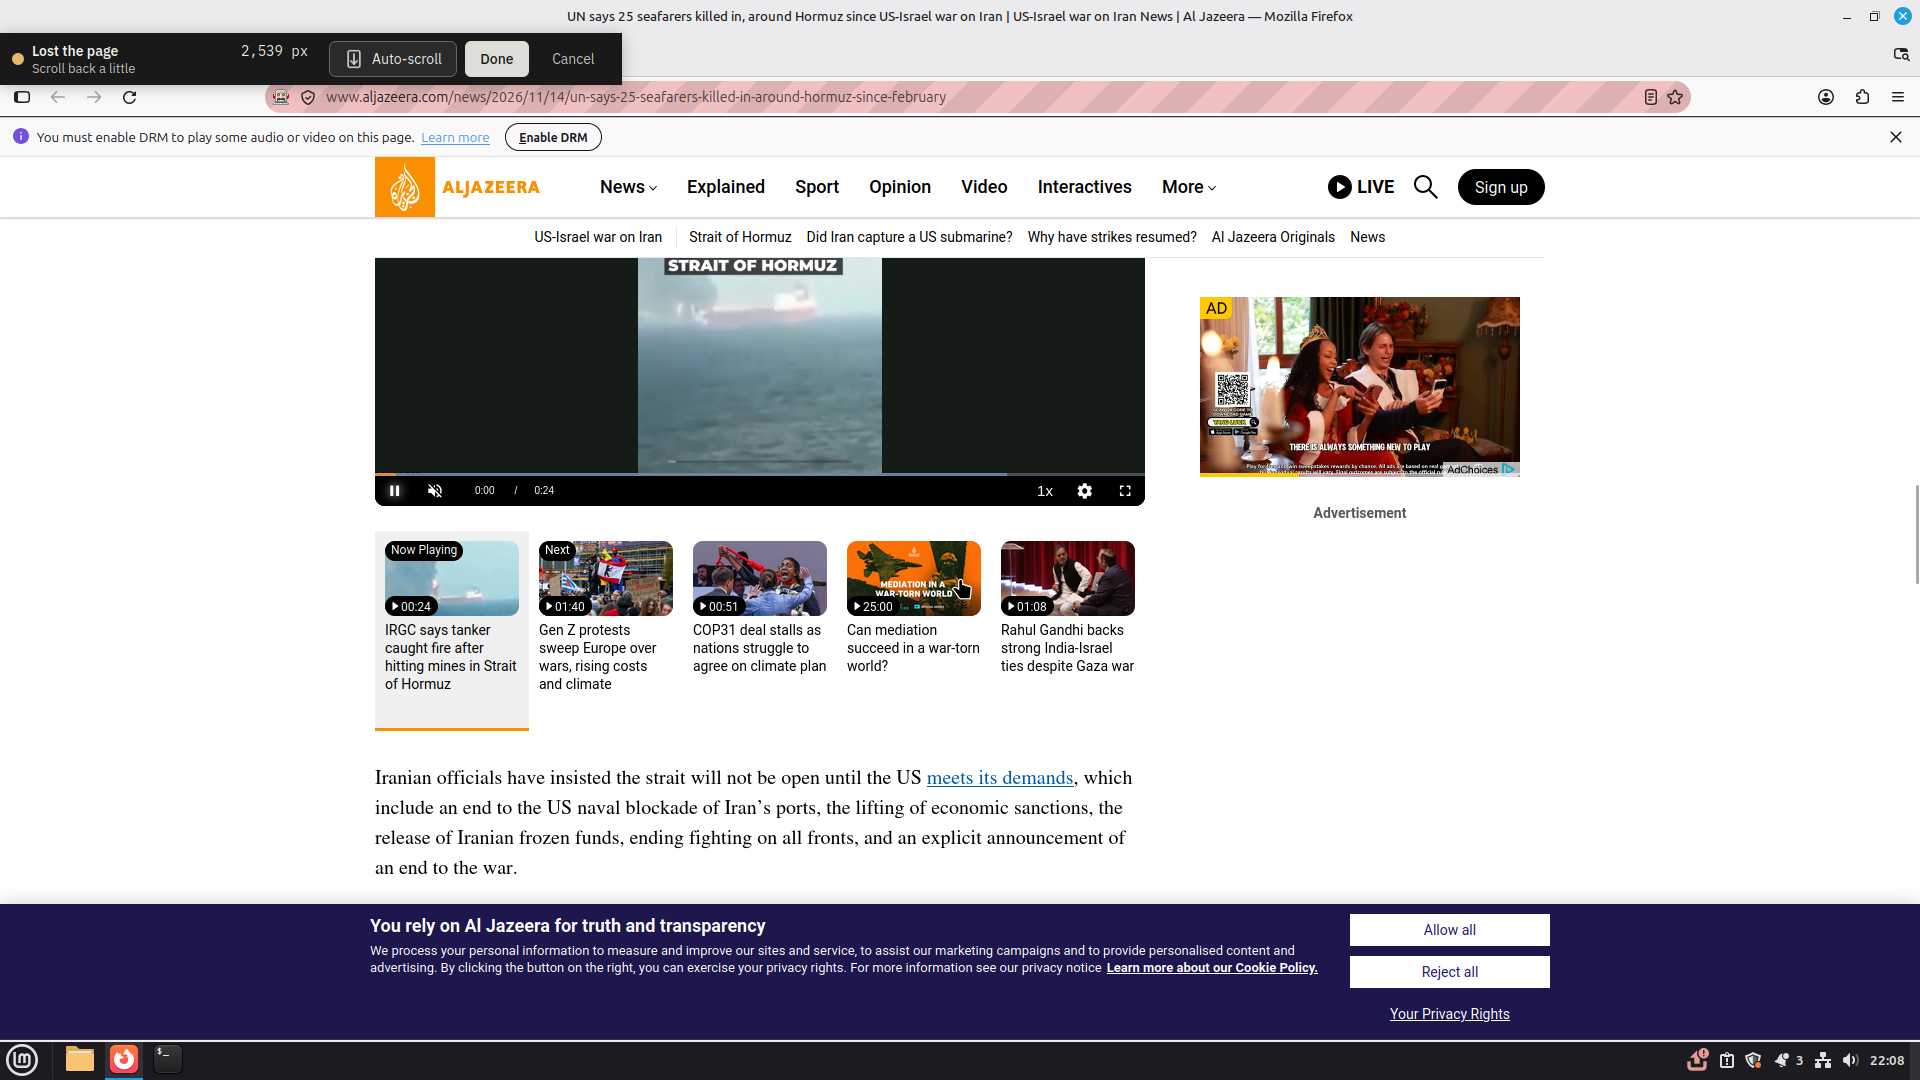 UN says 25 seafarers killed in, around Hormuz since US-Israel war on Iran | US-Israel war on Iran News | Al Jazeera — Mozilla Firefox
Lost the page
Scroll back a little
2,539 px
Auto-scroll
Done
Cancel
www.aljazeera.com/news/2026/11/14/un-says-25-seafarers-killed-in-around-hormuz-since-february
You must enable DRM to play some audio or video on this page. Learn more
Enable DRM
ALJAZEERA
News
Explained
Sport
Opinion
Video
Interactives
More
LIVE
Sign up
US-Israel war on Iran
Strait of Hormuz
Did Iran capture a US submarine?
Why have strikes resumed?
Al Jazeera Originals
News
STRAIT OF HORMUZ
0:00 / 0:24
1x
AD
THERE IS ALWAYS SOMETHING NEW TO PLAY
AdChoices
Advertisement
Now Playing
00:24
IRGC says tanker
caught fire after
hitting mines in Strait
of Hormuz
Next
01:40
Gen Z protests
sweep Europe over
wars, rising costs
and climate
00:51
COP31 deal stalls as
nations struggle to
agree on climate plan
MEDIATION IN A
WAR-TORN WORLD
25:00
Can mediation
succeed in a war-torn
world?
01:08
Rahul Gandhi backs
strong India-Israel
ties despite Gaza war
Iranian officials have insisted the strait will not be open until the US meets its demands, which
include an end to the US naval blockade of Iran’s ports, the lifting of economic sanctions, the
release of Iranian frozen funds, ending fighting on all fronts, and an explicit announcement of
an end to the war.
You rely on Al Jazeera for truth and transparency
We process your personal information to measure and improve our sites and service, to assist our marketing campaigns and to provide personalised content and
advertising. By clicking the button on the right, you can exercise your privacy rights. For more information see our privacy notice Learn more about our Cookie Policy.
Allow all
Reject all
Your Privacy Rights
3
22:08